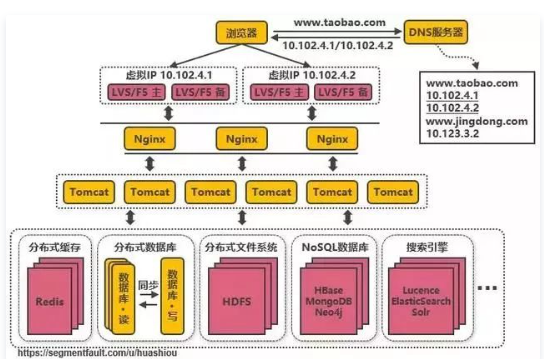 www.taobao.com
浏览器
DNS服务器
10.102.4.1/10.102.4.2
虚拟IP 10.102.4.1
虚拟IP 10.102.4.2
LVS/F5 主
LVS/F5 备
LVS/F5 主
LVS/F5 备
www.taobao.com
10.102.4.1
10.102.4.2
www.jingdong.com
10.123.3.2
Nginx
Nginx
Nginx
Tomcat
Tomcat
Tomcat
Tomcat
Tomcat
Tomcat
分布式缓存
分布式数据库
分布式文件系统
NoSQL数据库
搜索引擎
Redis
数据库·读
同步
数据库·写
HDFS
HBase
MongoDB
Neo4j
Lucence
ElasticSearch
Solr
...
https://segmentfault.com/u/huashiou